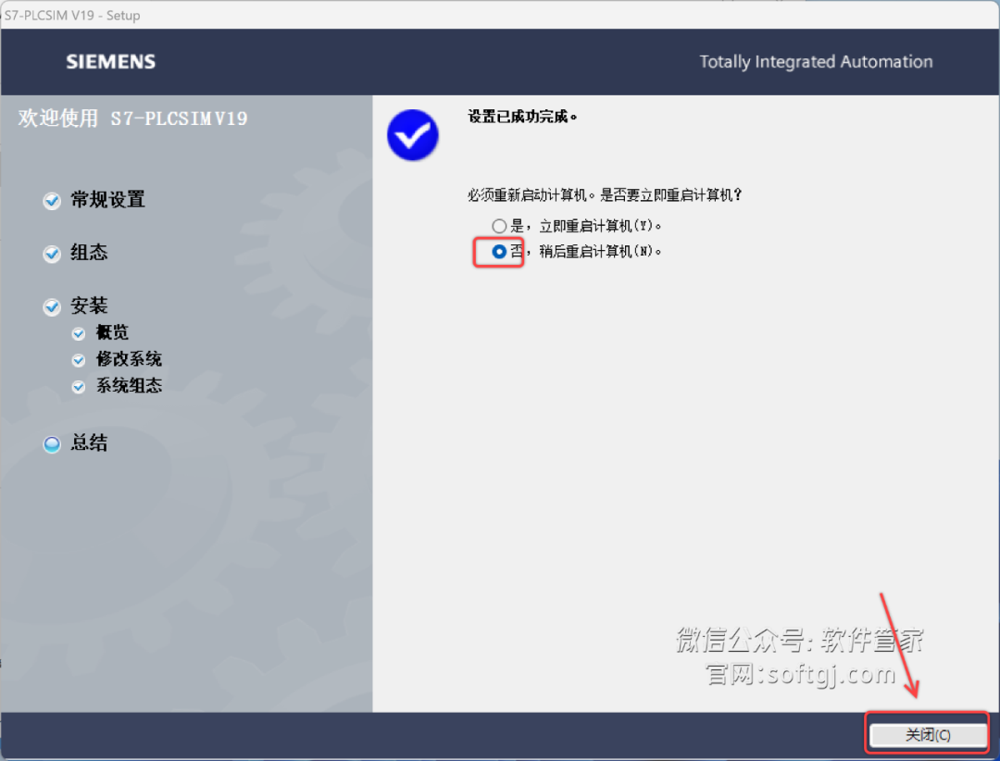 S7-PLCSIM V19 - Setup
SIEMENS
Totally Integrated Automation
欢迎使用 S7-PLCSIM V19
常规设置
组态
安装
概览
修改系统
系统组态
总结
设置已成功完成。
必须重新启动计算机。是否要立即重启计算机?
是，立即重启计算机(Y)。
否，稍后重启计算机(N)。
微信公众号: 软件管家
官网:softgj.com
关闭(C)